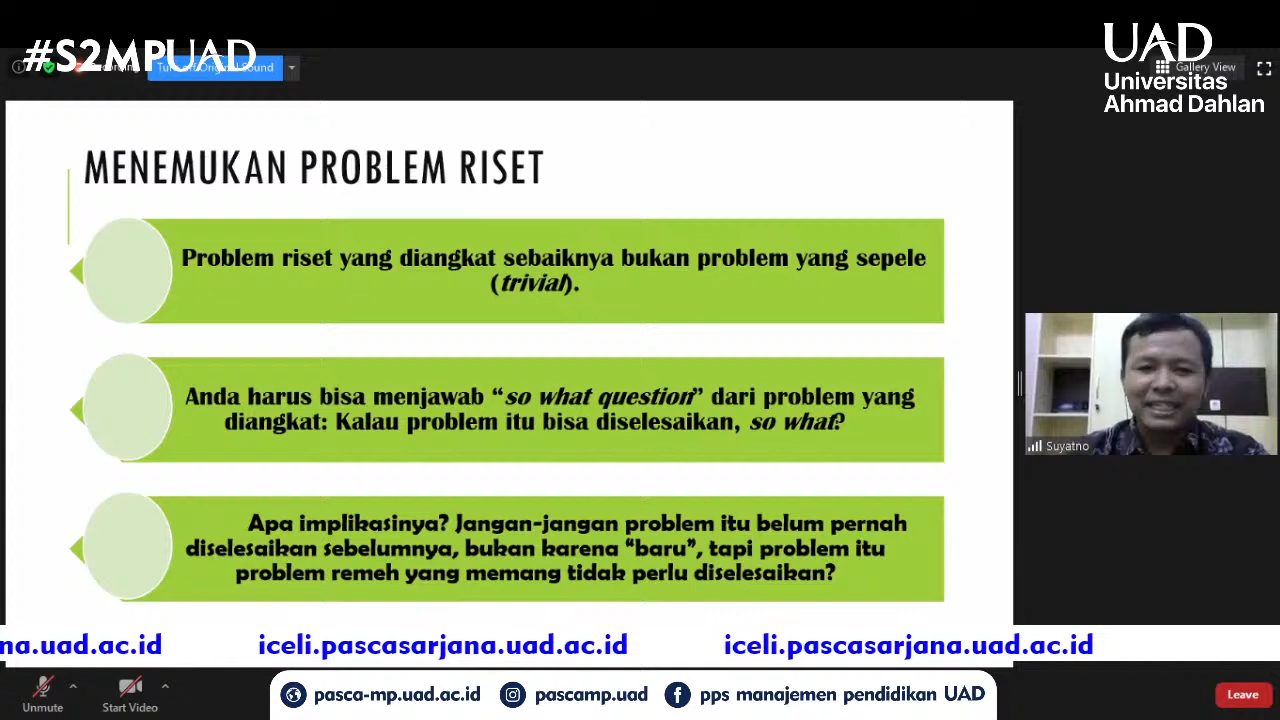 #S2MPUAD
UAD
Universitas
Ahmad Dahlan
Gallery View
MENEMUKAN PROBLEM RISET
Problem riset yang diangkat sebaiknya bukan problem yang sepele
(trivial).
Anda harus bisa menjawab “so what question” dari problem yang
diangkat: Kalau problem itu bisa diselesaikan, so what?
Apa implikasinya? Jangan-jangan problem itu belum pernah
diselesaikan sebelumnya, bukan karena “baru”, tapi problem itu
problem remeh yang memang tidak perlu diselesaikan?
Suyatno
na.uad.ac.id iceli.pascasarjana.uad.ac.id iceli.pascasarjana.uad.ac.id
Unmute Start Video
pasca-mp.uad.ac.id pascamp.uad pps manajemen pendidikan UAD
Leave